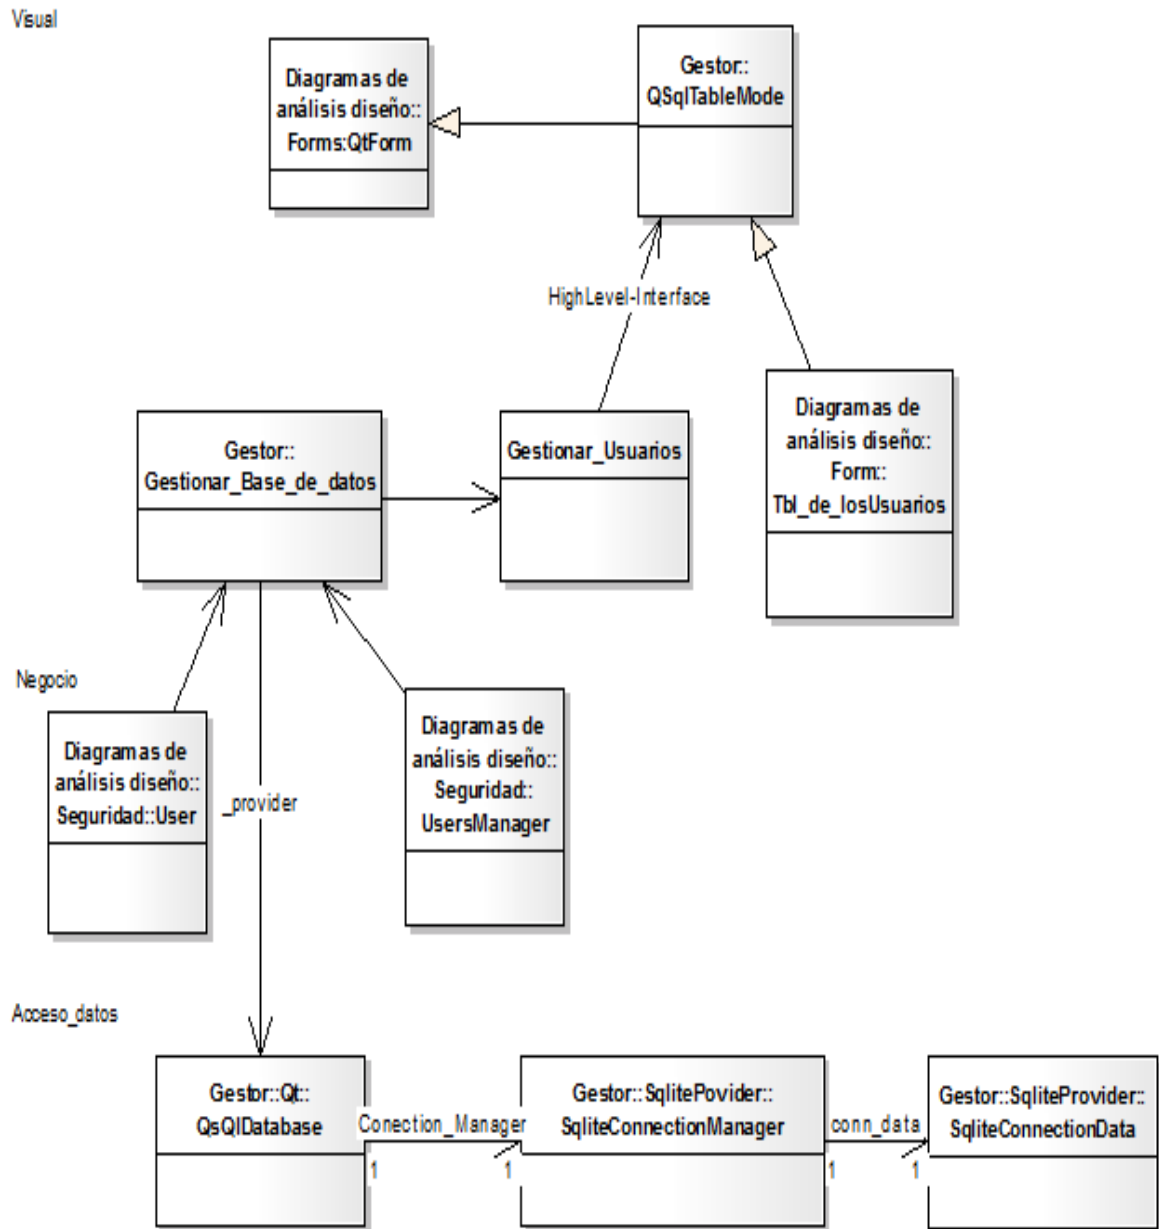 Visual
Diagramas de
análisis diseño::
Forms:QtForm
Gestor::
QSqlTableMode
HighLevel-Interface
Gestor::
Gestionar_Base_de_datos
Gestionar_Usuarios
Diagramas de
análisis diseño::
Form::
Tbl_de_losUsuarios
Negocio
Diagramas de
análisis diseño::
Seguridad::User
_provider
Diagramas de
análisis diseño::
Seguridad::
UsersManager
Acceso_datos
Gestor::Qt::
QsQlDatabase
Conection_Manager
1
1
Gestor::SqlitePovider::
SqliteConnectionManager
conn_data
1
1
Gestor::SqliteProvider::
SqliteConnectionData